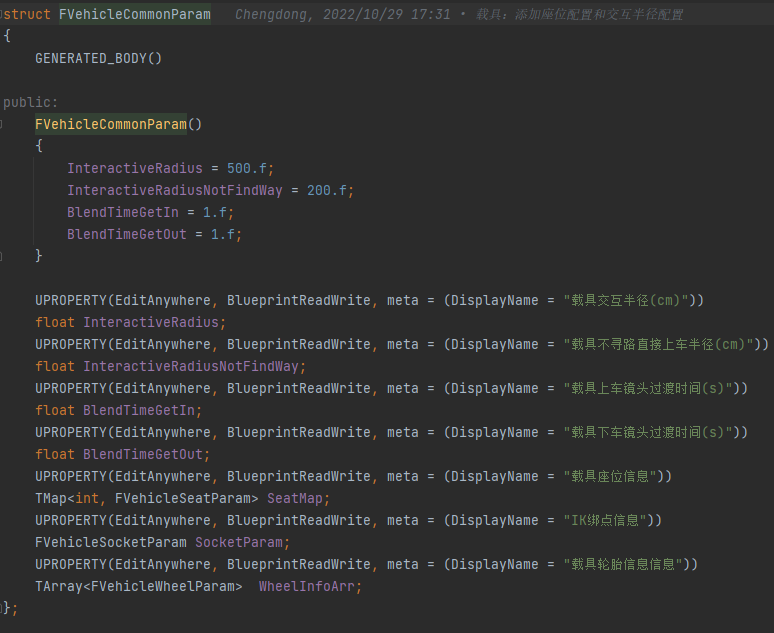 struct FVehicleCommonParam Chengdong, 2022/10/29 17:31 • 载具：添加座位配置和交互半径配置
{
GENERATED_BODY()
public:
FVehicleCommonParam()
{
InteractiveRadius = 500.f;
InteractiveRadiusNotFindWay = 200.f;
BlendTimeGetIn = 1.f;
BlendTimeGetOut = 1.f;
}
UPROPERTY(EditAnywhere, BlueprintReadWrite, meta = (DisplayName = "载具交互半径(cm)"))
float InteractiveRadius;
UPROPERTY(EditAnywhere, BlueprintReadWrite, meta = (DisplayName = "载具不寻路直接上车半径(cm)"))
float InteractiveRadiusNotFindWay;
UPROPERTY(EditAnywhere, BlueprintReadWrite, meta = (DisplayName = "载具上车镜头过渡时间(s)"))
float BlendTimeGetIn;
UPROPERTY(EditAnywhere, BlueprintReadWrite, meta = (DisplayName = "载具下车镜头过渡时间(s)"))
float BlendTimeGetOut;
UPROPERTY(EditAnywhere, BlueprintReadWrite, meta = (DisplayName = "载具座位信息"))
TMap<int, FVehicleSeatParam> SeatMap;
UPROPERTY(EditAnywhere, BlueprintReadWrite, meta = (DisplayName = "IK绑点信息"))
FVehicleSocketParam SocketParam;
UPROPERTY(EditAnywhere, BlueprintReadWrite, meta = (DisplayName = "载具轮胎信息信息"))
TArray<FVehicleWheelParam> WheelInfoArr;
};